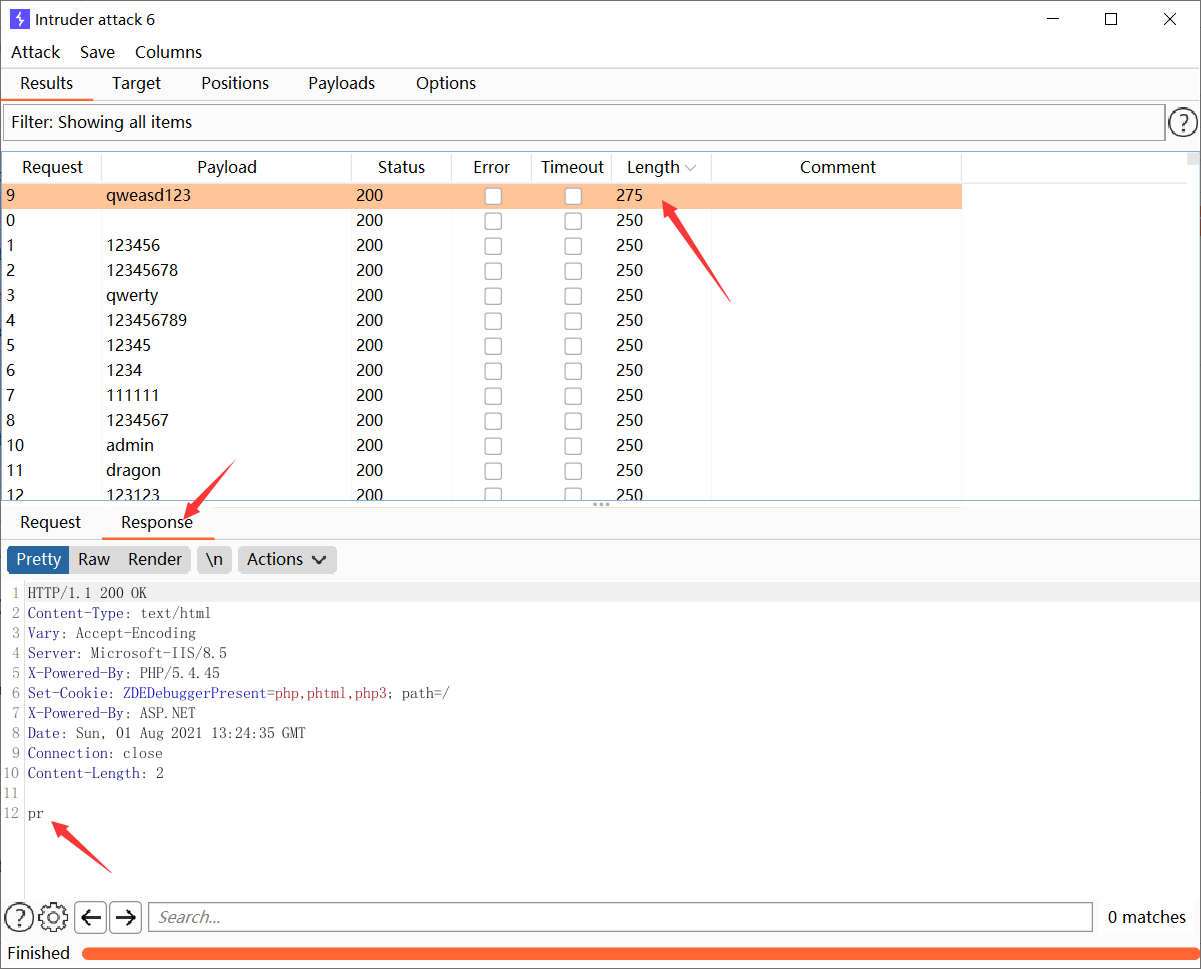 Intruder attack 6
Attack Save Columns
Results Target Positions Payloads Options
Filter: Showing all items
?
Request Payload Status Error Timeout Length Comment
9 qweasd123 200 275
0 200 250
1 123456 200 250
2 12345678 200 250
3 qwerty 200 250
4 123456789 200 250
5 12345 200 250
6 1234 200 250
7 111111 200 250
8 1234567 200 250
10 admin 200 250
11 dragon 200 250
12 123123 200 250
Request Response
Pretty Raw Render \n Actions
1 HTTP/1.1 200 OK
2 Content-Type: text/html
3 Vary: Accept-Encoding
4 Server: Microsoft-IIS/8.5
5 X-Powered-By: PHP/5.4.45
6 Set-Cookie: ZDEDebuggerPresent=php,phtml,php3; path=/
7 X-Powered-By: ASP.NET
8 Date: Sun, 01 Aug 2021 13:24:35 GMT
9 Connection: close
10 Content-Length: 2
11
12 pr
? Search... 0 matches
Finished